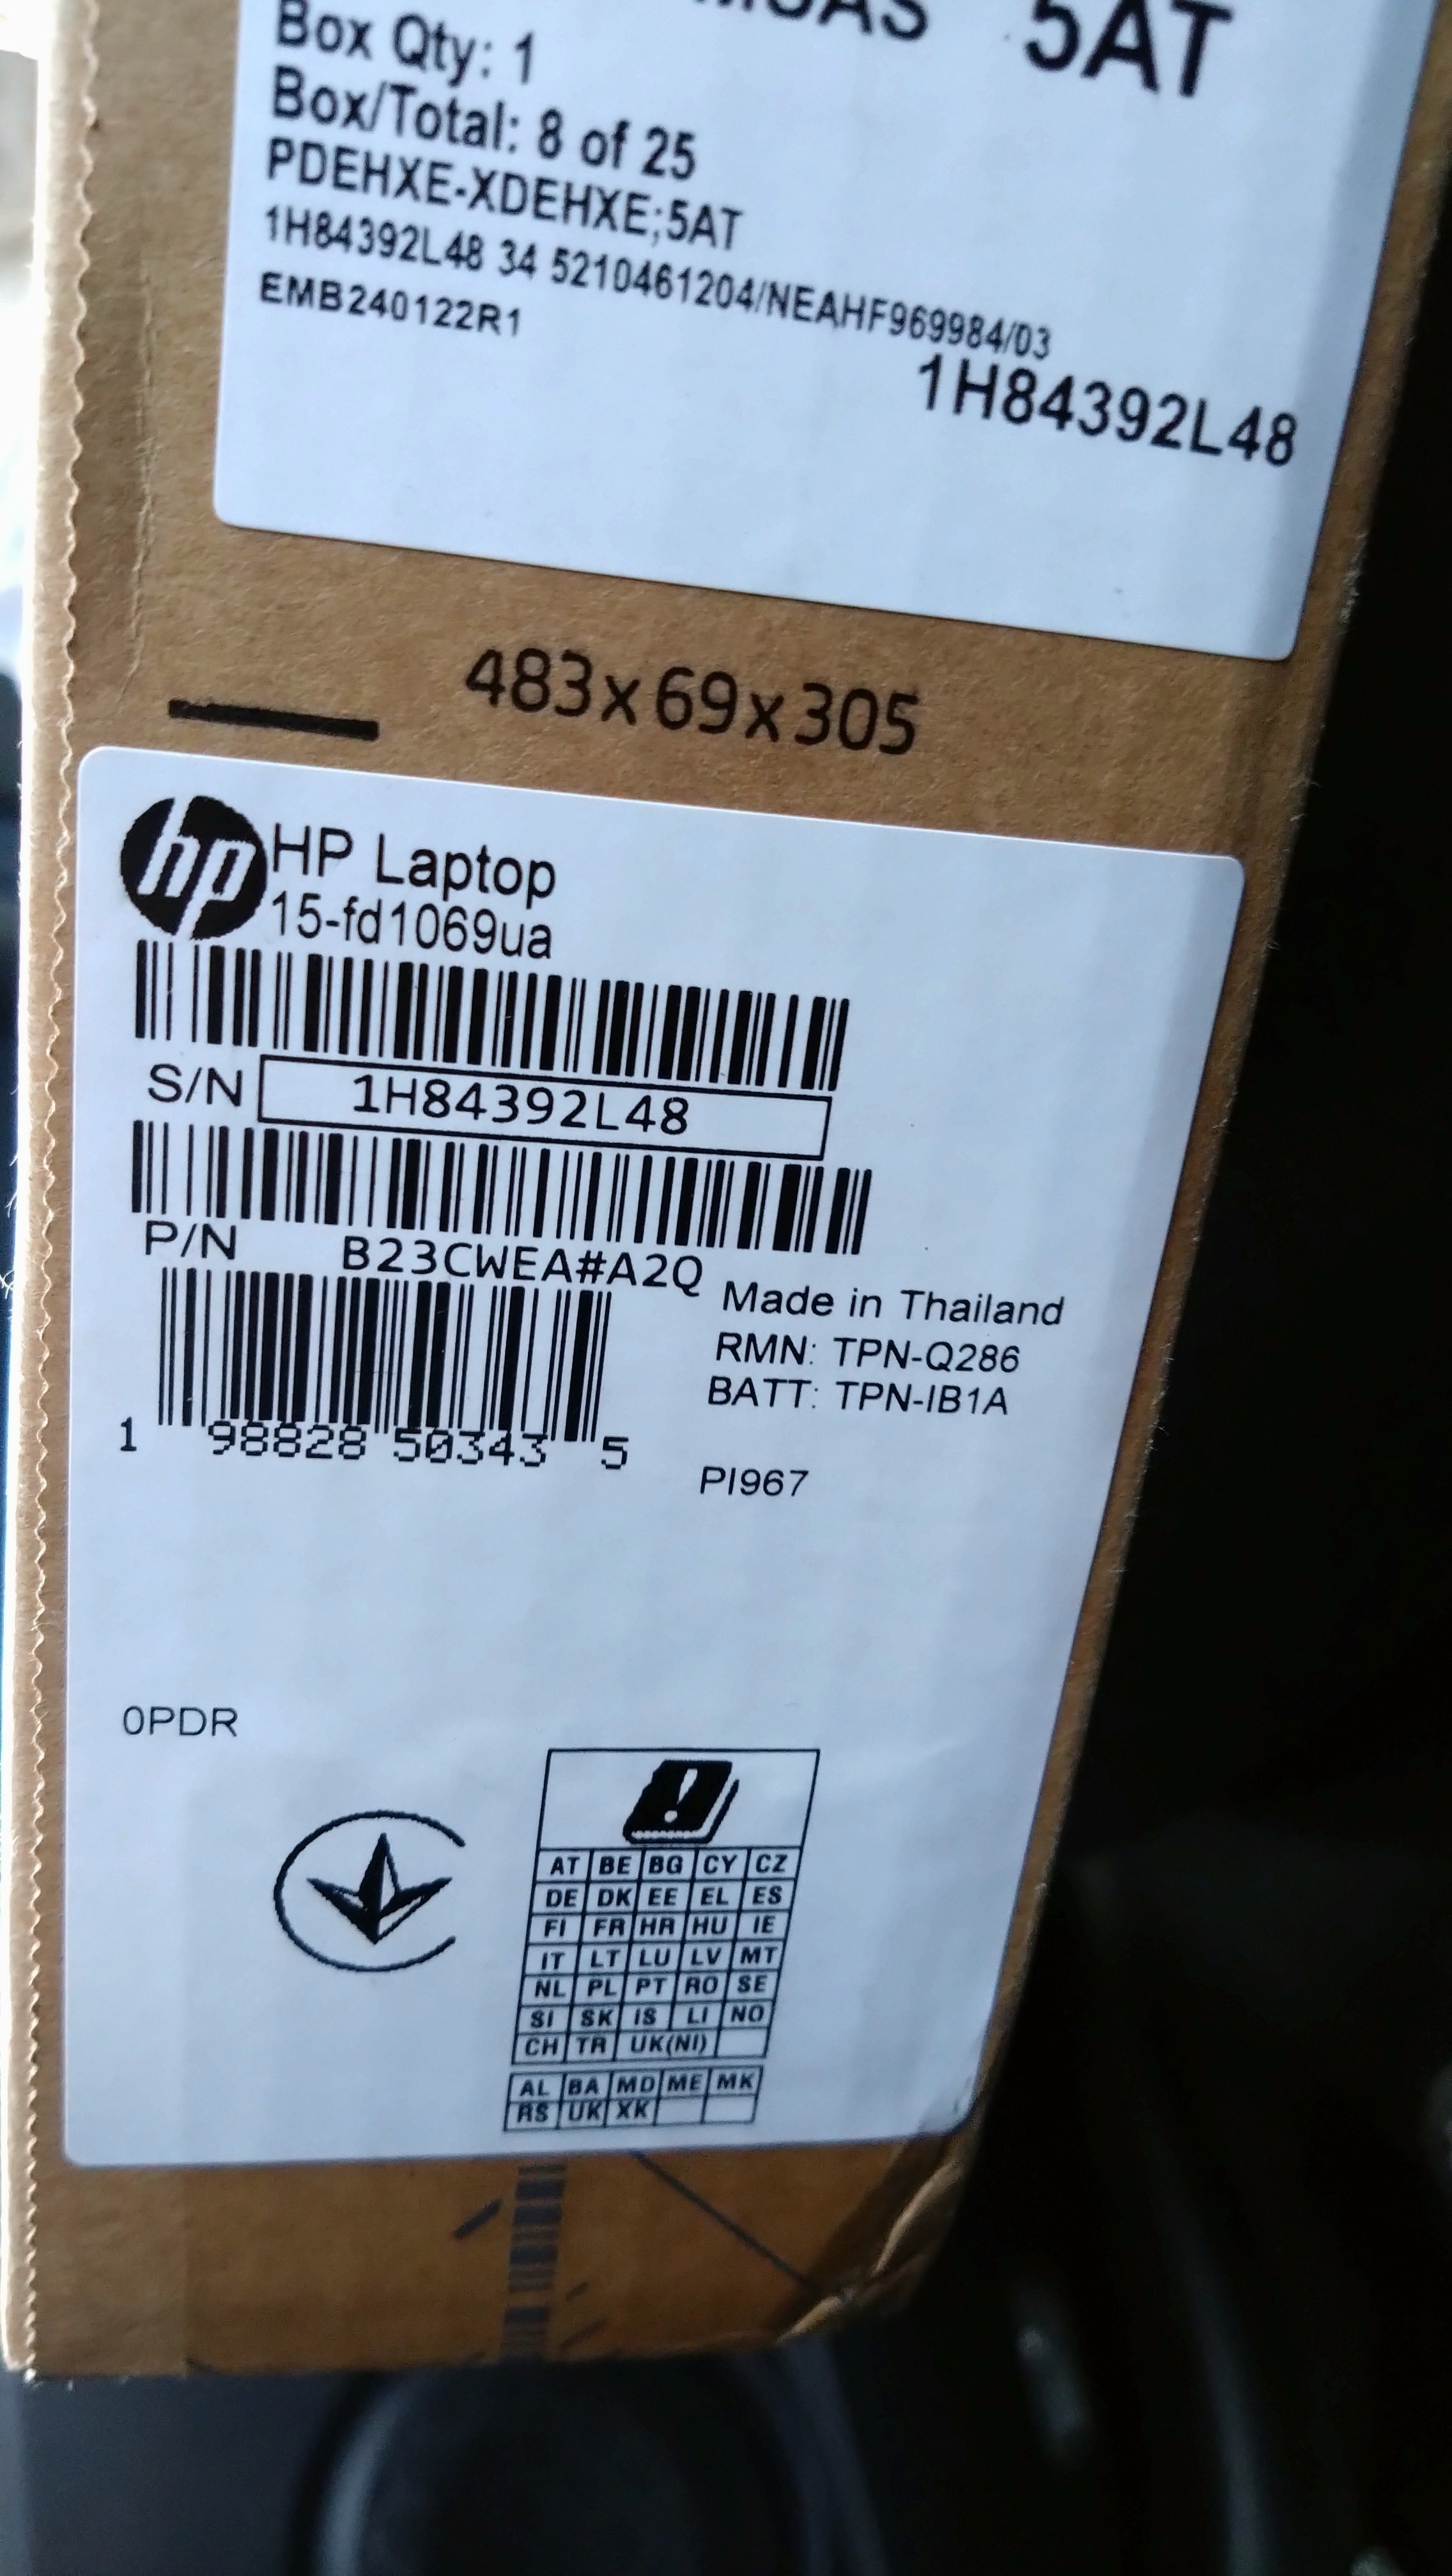 5AT
Box Qty: 1
Box/Total: 8 of 25
PDEHXE-XDEHXE;5AT
1H84392L48 34 5210461204/NEAHF969984/03
EMB240122R1
1H84392L48
483x69x305
hp HP Laptop
15-fd1069ua
S/N 1H84392L48
P/N B23CWEA#A2Q
Made in Thailand
RMN: TPN-Q286
BATT: TPN-IB1A
1 98828 50343 5
PI967
0PDR
AT BE BG CY CZ
DE DK EE EL ES
FI FR HR HU IE
IT LT LU LV MT
NL PL PT RO SE
SI SK IS LI NO
CH TR UK(NI)
AL BA MD ME MK
RS UK XK